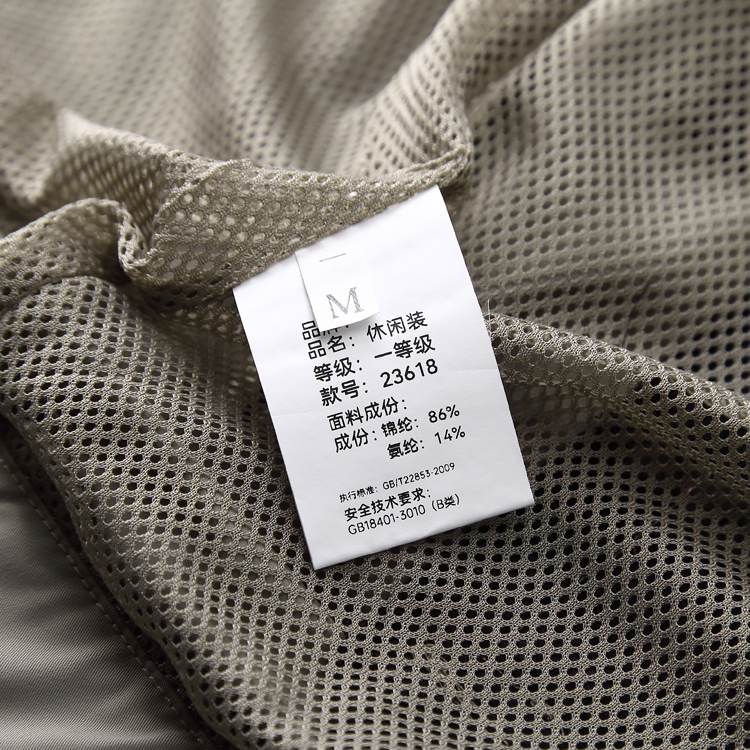 M
品名：休闲装
等级：一等级
款号：23618
面料成份：
成份：锦纶：86%
氨纶：14%
执行标准：GB/T22853-2009
安全技术要求：
GB18401-3010（B类）